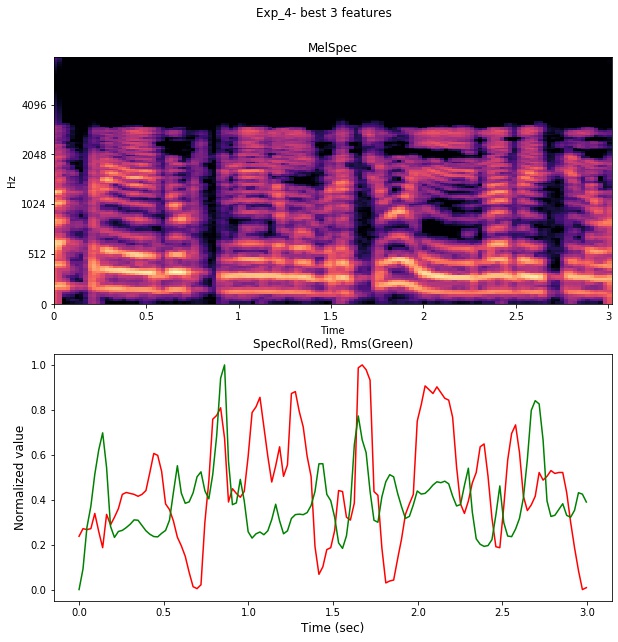 Exp_4- best 3 features
MelSpec
Hz
4096
2048
1024
512
0
0 0.5 1 1.5 2 2.5 3
Time
SpecRol(Red), Rms(Green)
Normalized value
1.0
0.8
0.6
0.4
0.2
0.0
0.0 0.5 1.0 1.5 2.0 2.5 3.0
Time (sec)